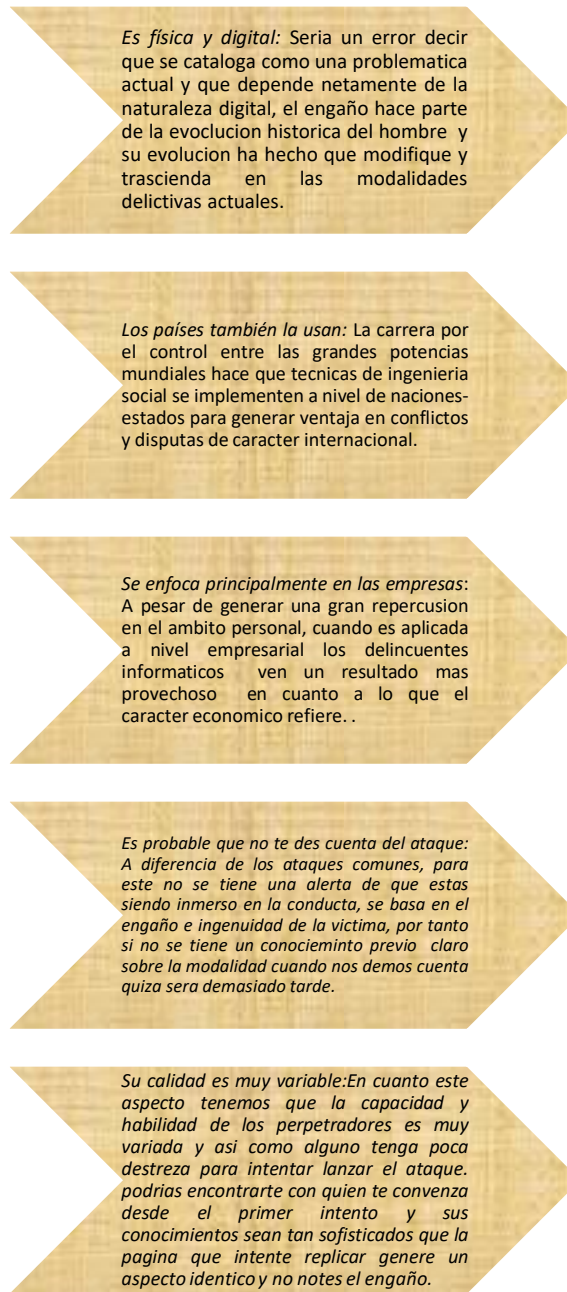 Es física y digital: Seria un error decir
que se cataloga como una problematica
actual y que depende netamente de la
naturaleza digital, el engaño hace parte
de la evoclucion historica del hombre y
su evolucion ha hecho que modifique y
trascienda en las modalidades
delictivas actuales.
Los países también la usan: La carrera por
el control entre las grandes potencias
mundiales hace que tecnicas de ingenieria
social se implementen a nivel de naciones-
estados para generar ventaja en conflictos
y disputas de caracter internacional.
Se enfoca principalmente en las empresas:
A pesar de generar una gran repercusion
en el ambito personal, cuando es aplicada
a nivel empresarial los delincuentes
informaticos ven un resultado mas
provechoso en cuanto a lo que el
caracter economico refiere. .
Es probable que no te des cuenta del ataque:
A diferencia de los ataques comunes, para
este no se tiene una alerta de que estas
siendo inmerso en la conducta, se basa en el
engaño e ingenuidad de la victima, por tanto
si no se tiene un conocieminto previo claro
sobre la modalidad cuando nos demos cuenta
quiza sera demasiado tarde.
Su calidad es muy variable:En cuanto este
aspecto tenemos que la capacidad y
habilidad de los perpetradores es muy
variada y asi como alguno tenga poca
destreza para intentar lanzar el ataque.
podrias encontrarte con quien te convenza
desde el primer intento y sus
conocimientos sean tan sofisticados que la
pagina que intente replicar genere un
aspecto identico y no notes el engaño.